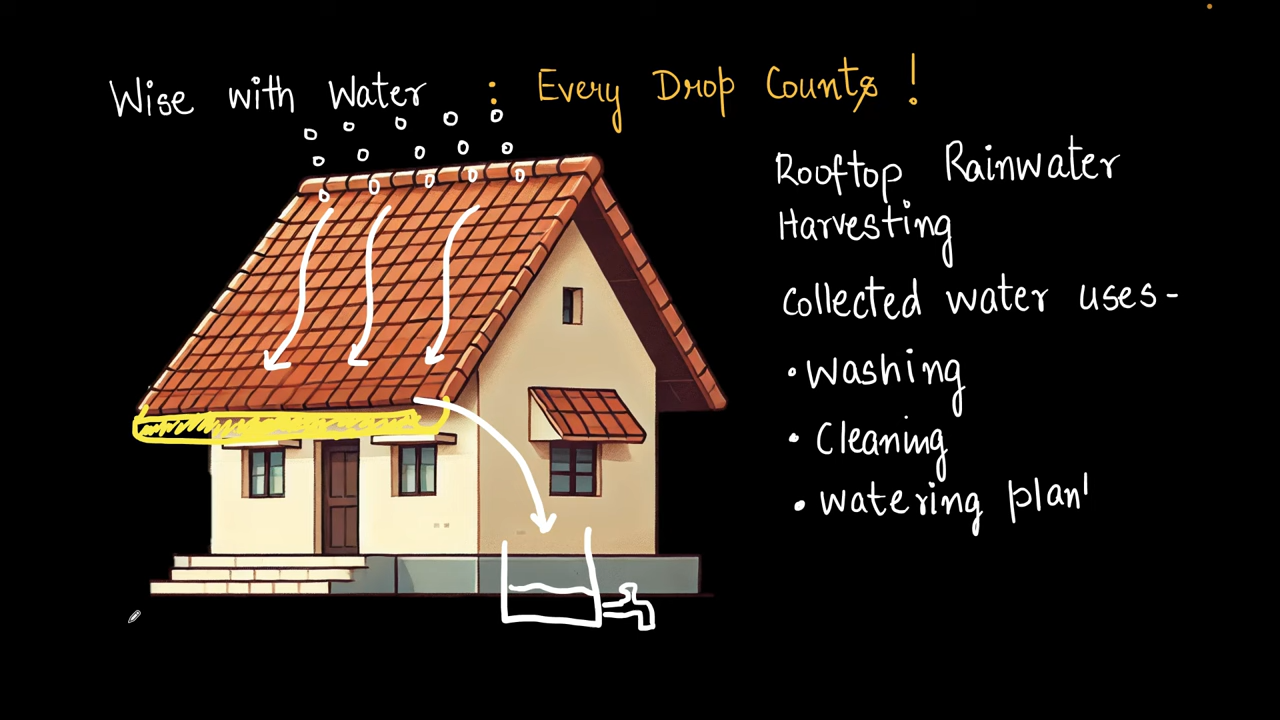 Wise with Water : Every Drop Counts !
Rooftop Rainwater
Harvesting
Collected water uses-
• Washing
• Cleaning
• Watering plan